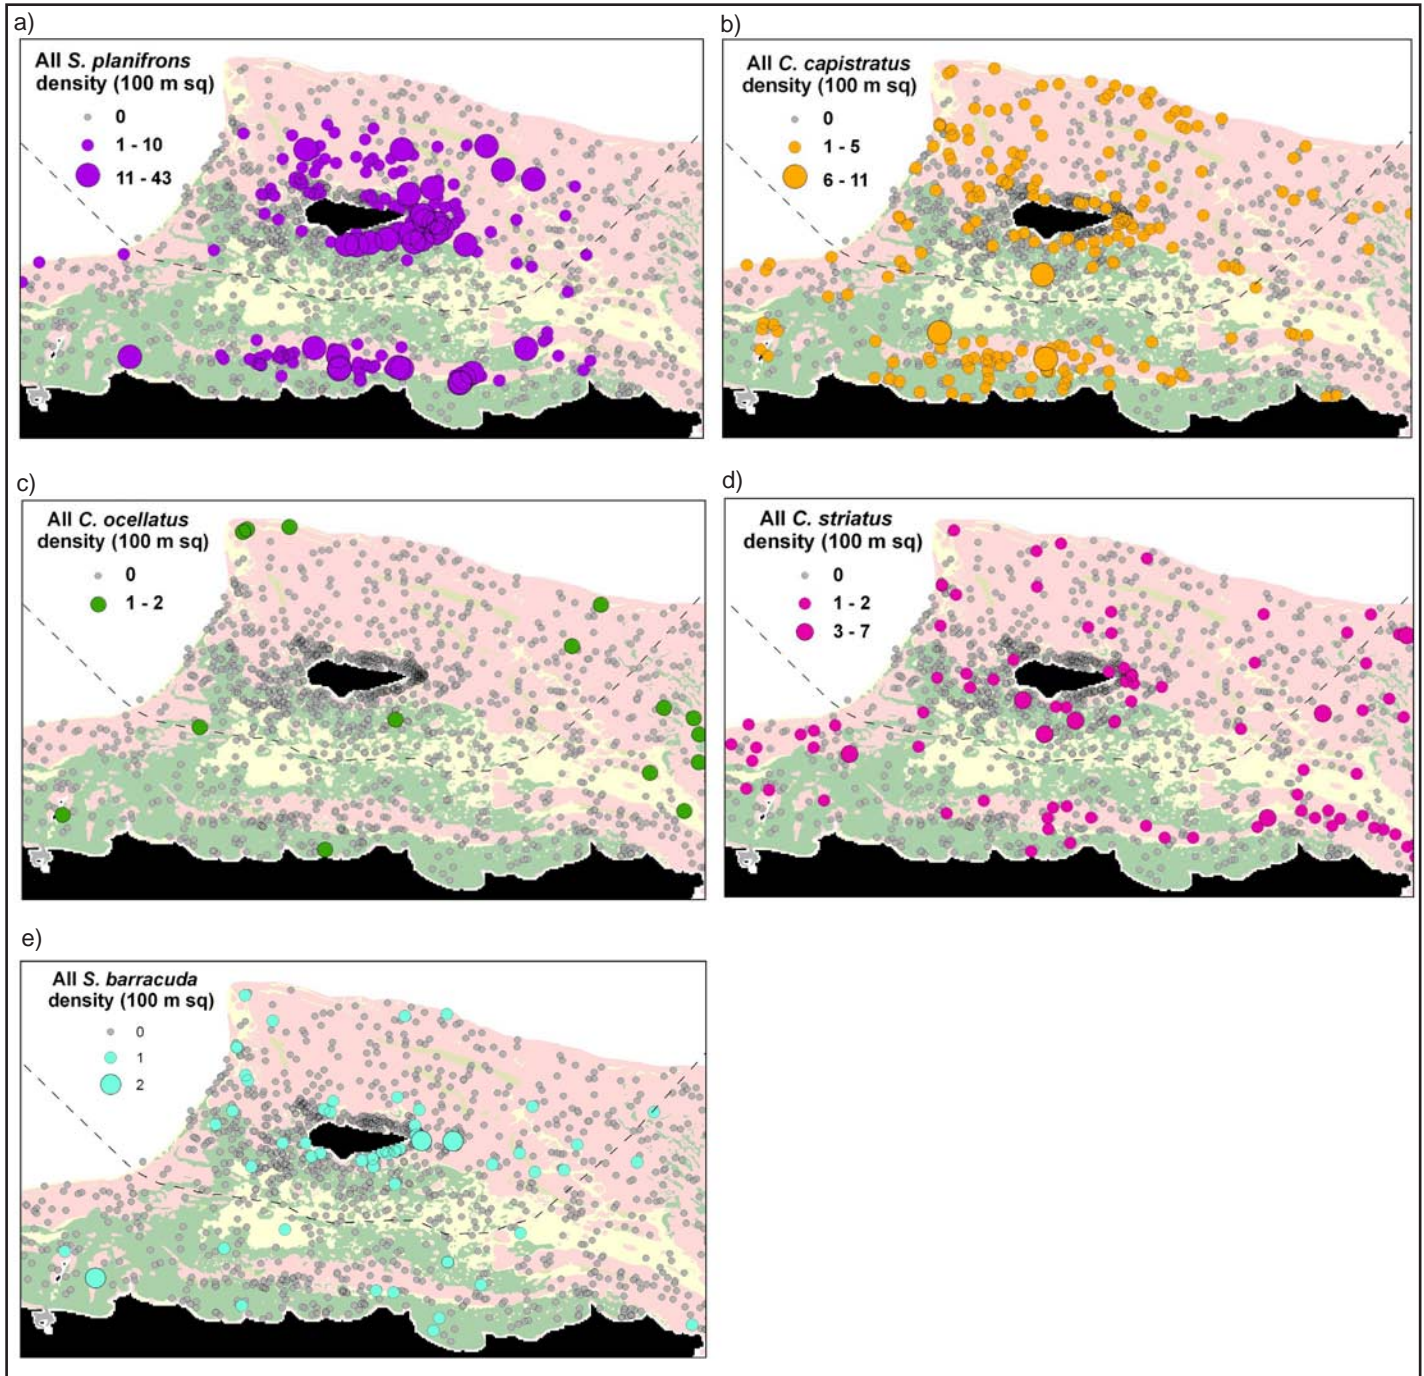 a)
All S. planifrons
density (100 m sq)
0
1 - 10
11 - 43
b)
All C. capistratus
density (100 m sq)
0
1 - 5
6 - 11
c)
All C. ocellatus
density (100 m sq)
0
1 - 2
d)
All C. striatus
density (100 m sq)
0
1 - 2
3 - 7
e)
All S. barracuda
density (100 m sq)
0
1
2